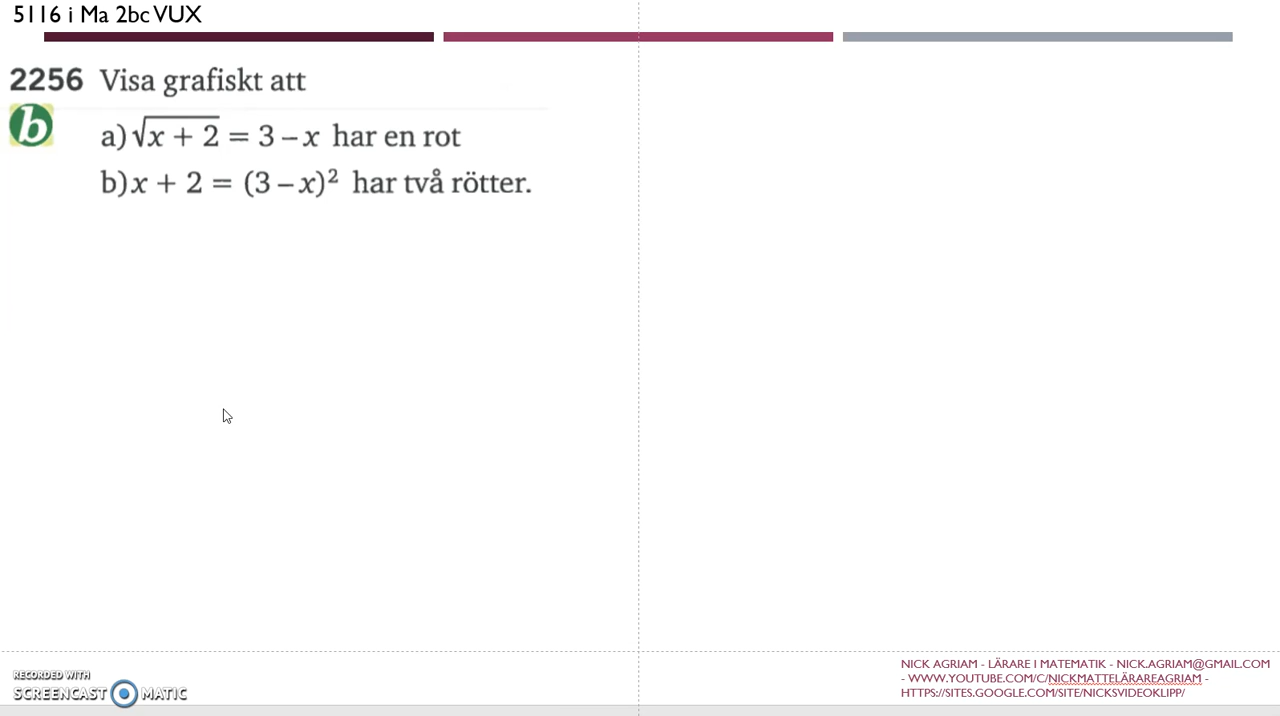 5116 i Ma 2bc VUX
2256 Visa grafiskt att
b
a) √x + 2 = 3 – x har en rot
b) x + 2 = (3 – x)² har två rötter.
RECORDED WITH
SCREENCAST MATIC
NICK AGRIAM - LÄRARE I MATEMATIK - NICK.AGRIAM@GMAIL.COM
- WWW.YOUTUBE.COM/C/NICKMATTELÄRAREAGRIAM -
HTTPS://SITES.GOOGLE.COM/SITE/NICKSVIDEOKLIPP/